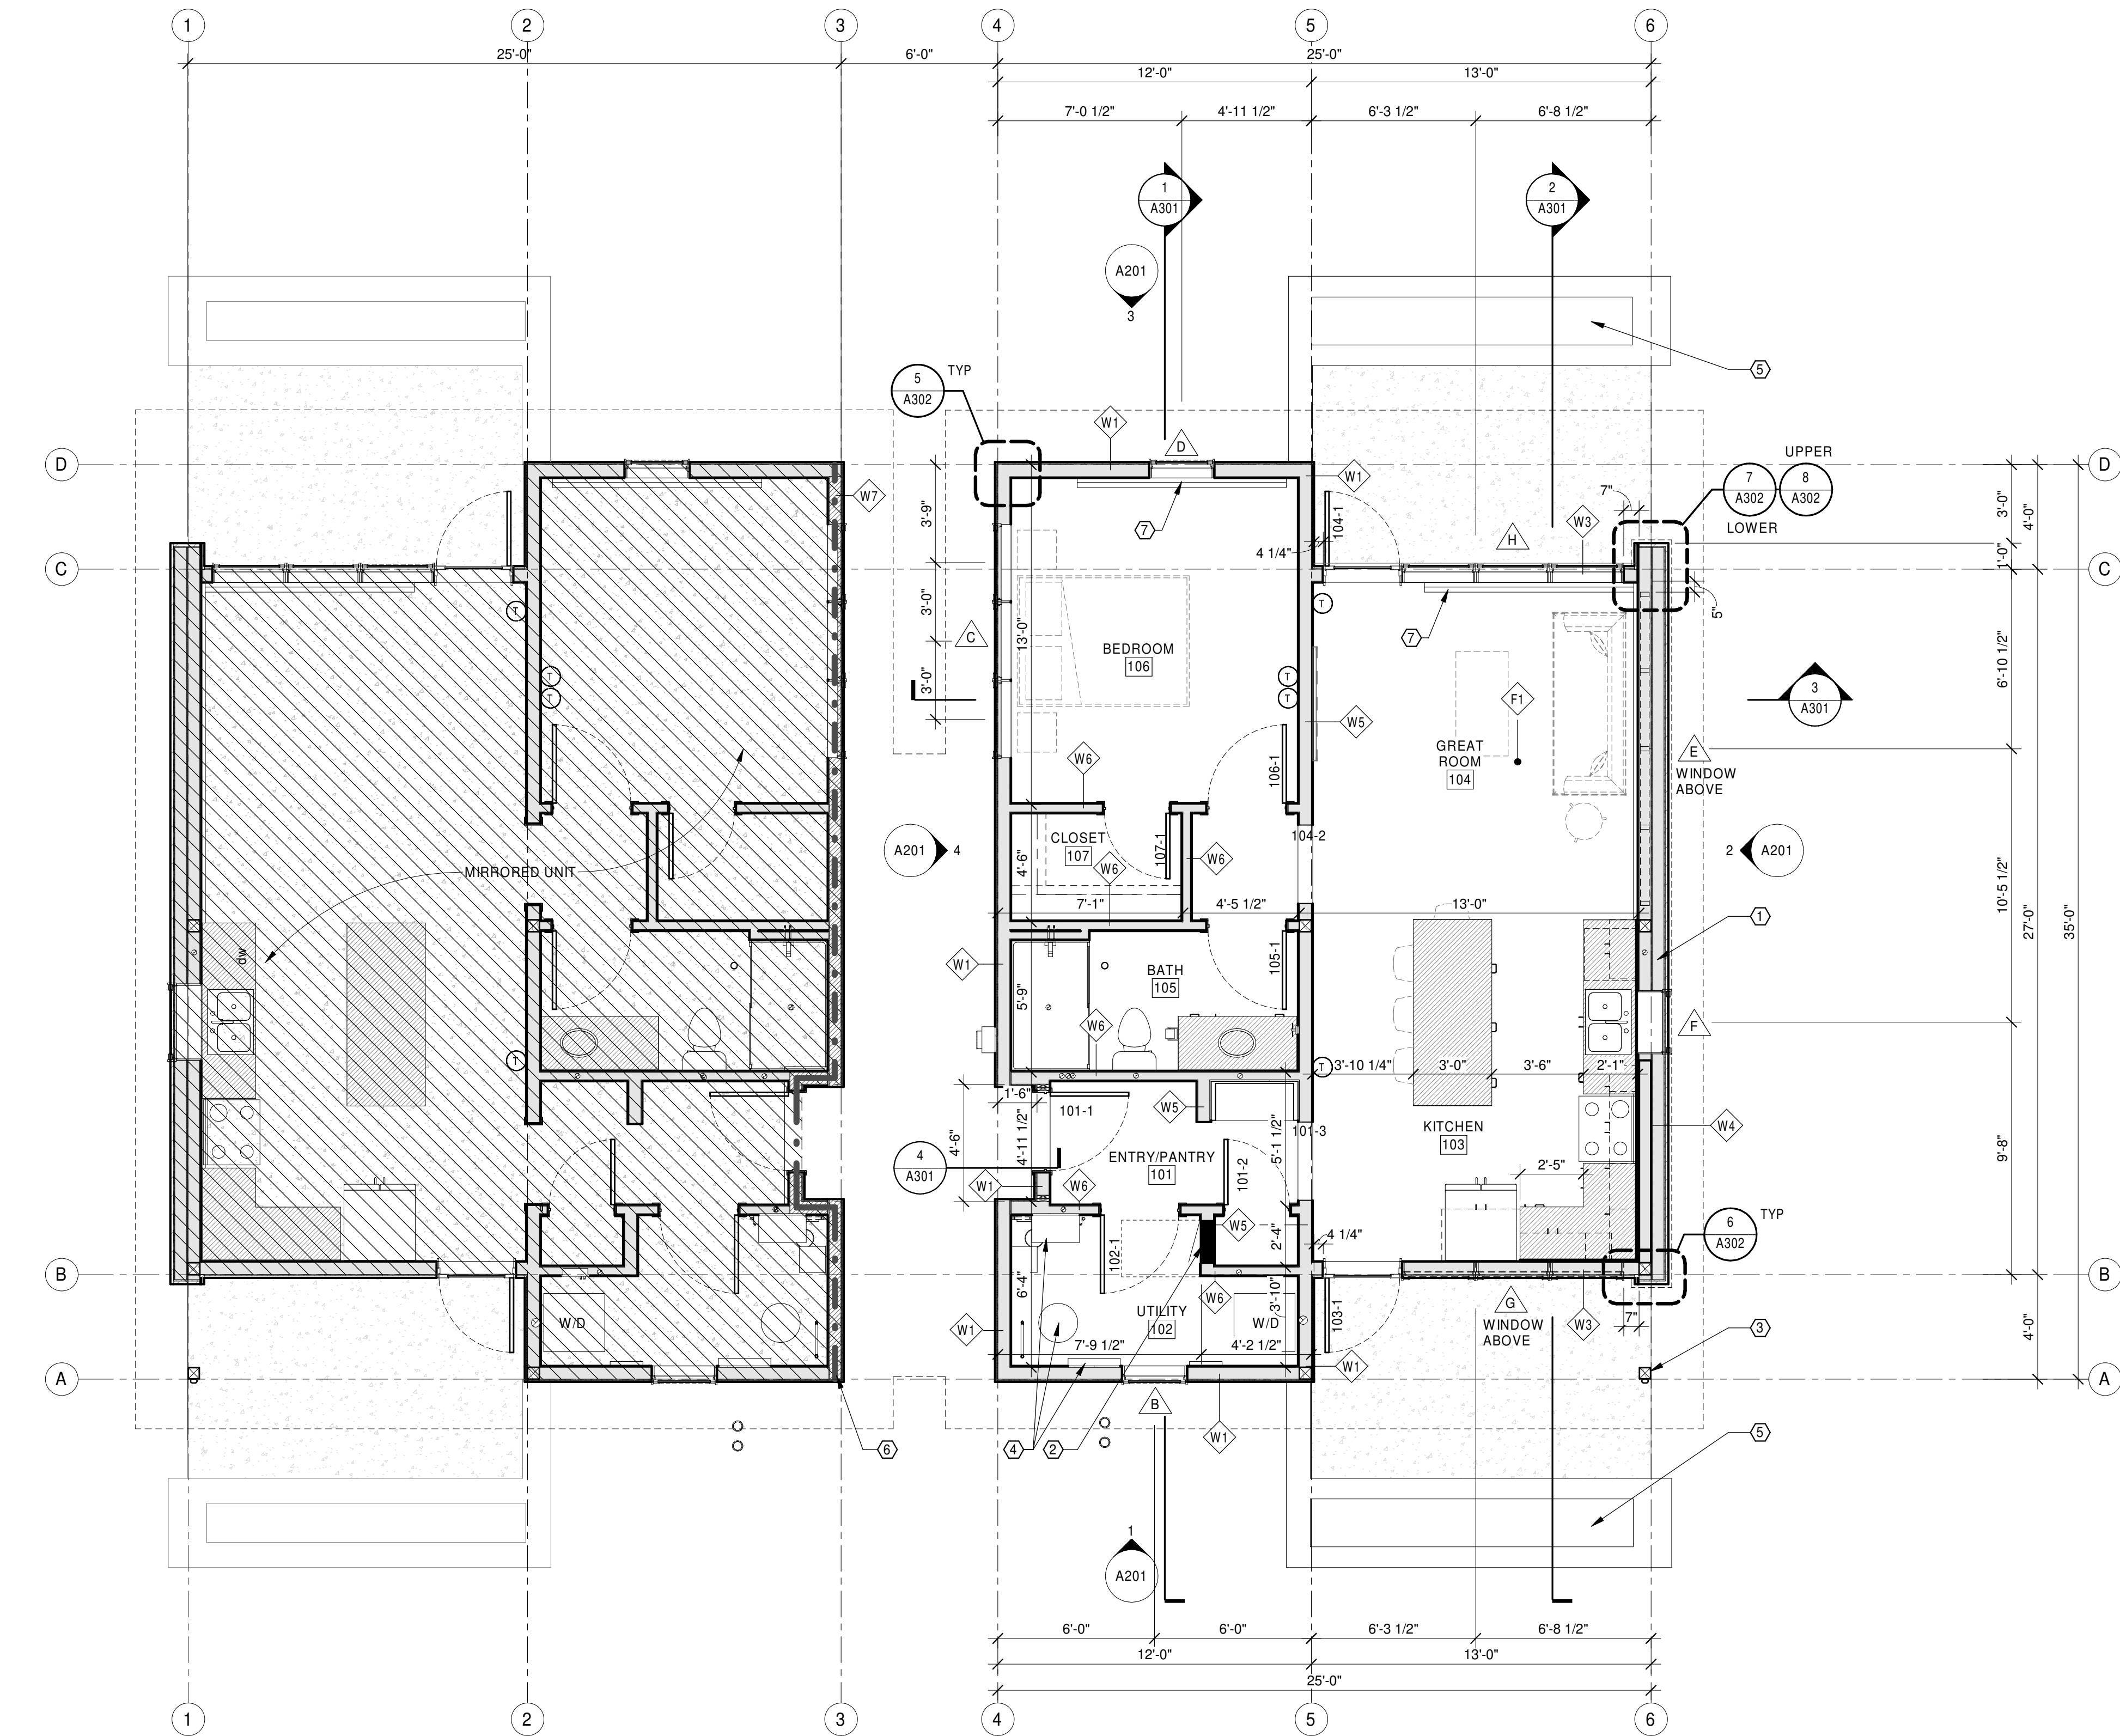 1
2
3
4
5
6
25'-0"
6'-0"
25'-0"
12'-0"
13'-0"
7'-0 1/2"
4'-11 1/2"
6'-3 1/2"
6'-8 1/2"
1
A301
2
A301
A201
3
5
A302
TYP
5
W1
D
D
D
W7
W1
7"
UPPER
7
A302
8
A302
LOWER
3'-0"
4'-0"
3'-9"
7
104-1
H
W3
4 1/4"
1'-0"
C
C
T
T
5"
3'-0"
C
13'-0"
BEDROOM
106
7
6'-10 1/2"
T
T
T
T
3'-0"
F1
3
A301
W5
GREAT
ROOM
104
E
WINDOW
ABOVE
W6
106-1
104-2
A201
4
CLOSET
107
107-1
W6
W6
4'-6"
2
A201
MIRRORED UNIT
10'-5 1/2"
7'-1"
4'-5 1/2"
13'-0"
1
27'-0"
35'-0"
dw
W1
BATH
105
105-1
5'-9"
W6
F
T
T
3'-10 1/4"
3'-0"
3'-6"
2'-1"
1'-6"
101-1
W5
101-3
KITCHEN
103
W4
4'-6"
4'-11 1/2"
5'-1 1/2"
9'-8"
4
A301
ENTRY/PANTRY
101
101-2
2'-5"
W1
W6
W5
2'-4"
4 1/4"
6
A302
TYP
102-1
B
B
6'-4"
W6
3'-10"
G
WINDOW
ABOVE
W3
7"
W/D
W1
UTILITY
102
W/D
103-1
3
4'-0"
7'-9 1/2"
4'-2 1/2"
W1
A
A
B
6
4
2
W1
5
1
A201
6'-0"
6'-0"
6'-3 1/2"
6'-8 1/2"
12'-0"
13'-0"
25'-0"
1
2
3
4
5
6